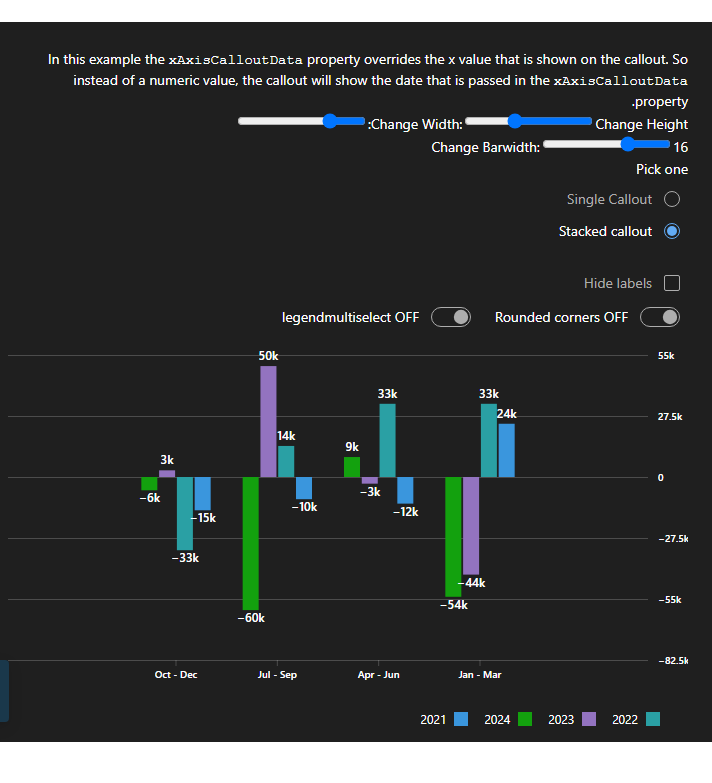 In this example the xAxisCalloutData property overrides the x value that is shown on the callout. So
instead of a numeric value, the callout will show the date that is passed in the xAxisCalloutData
.property
:Change Width: Change Height
Change Barwidth: 16
Pick one
Single Callout
Stacked callout
Hide labels
legendmultiselect OFF Rounded corners OFF
50k 55k
33k 33k
24k 27.5k
14k
9k
3k
0
−6k −3k
−10k −12k
−15k
−27.5k
−33k
−44k
−54k −55k
−60k
−82.5k
Oct - Dec Jul - Sep Apr - Jun Jan - Mar
2021 2024 2023 2022